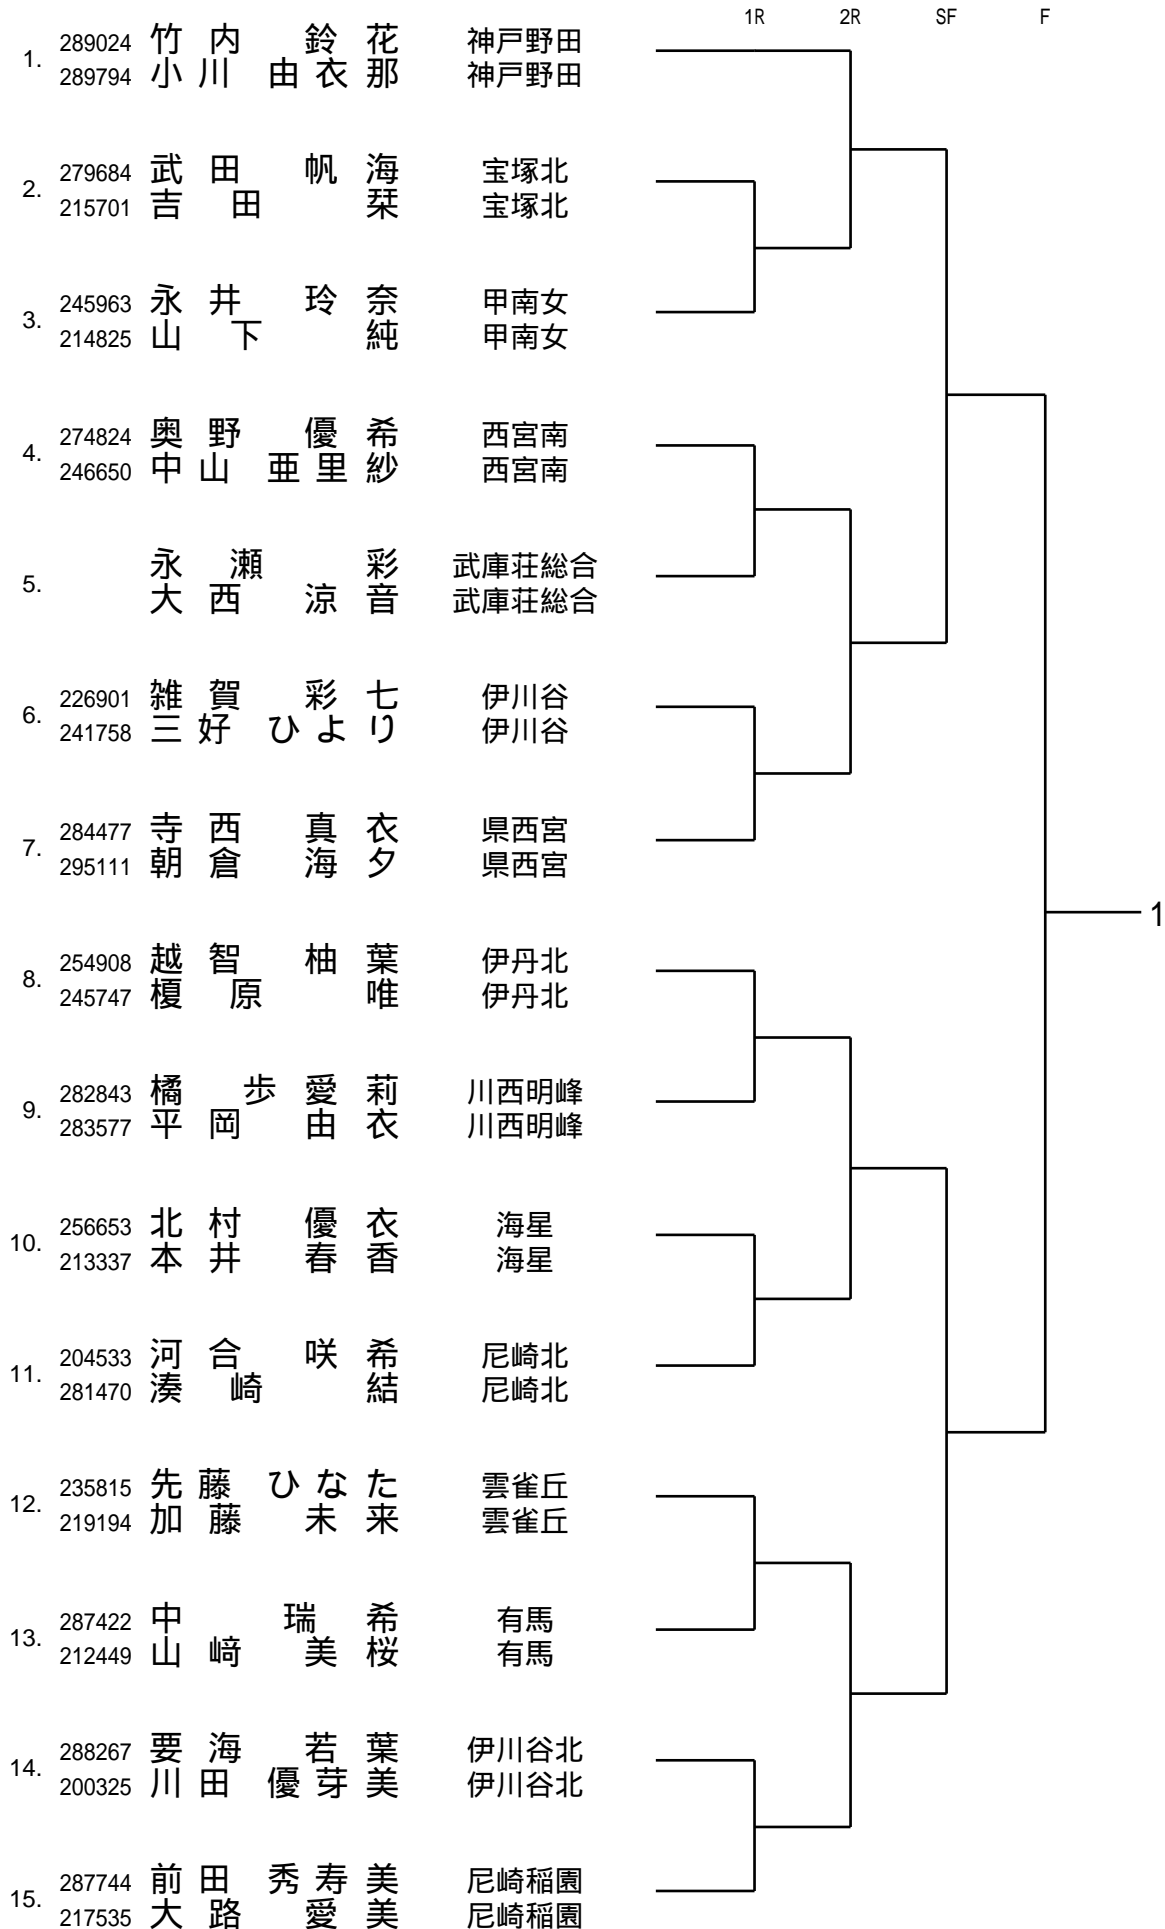 1R 2R SF F
1. 289024 竹内 鈴花 神戸野田
289794 小川 由衣那 神戸野田
2. 279684 武田 帆海 宝塚北
215701 吉田 栞 宝塚北
3. 245963 永井 玲奈 甲南女
214825 山下 純 甲南女
4. 274824 奥野 優希 西宮南
246650 中山 亜里紗 西宮南
5. 永瀬 彩 武庫荘総合
大西 涼音 武庫荘総合
6. 226901 雑賀 彩七 伊川谷
241758 三好 ひより 伊川谷
7. 284477 寺西 真衣 県西宮
295111 朝倉 海夕 県西宮
1
8. 254908 越智 柚葉 伊丹北
245747 榎原 唯 伊丹北
9. 282843 橘 歩愛莉 川西明峰
283577 平岡 由衣 川西明峰
10. 256653 北村 優衣 海星
213337 本井 春香 海星
11. 204533 河合 咲希 尼崎北
281470 湊崎 結 尼崎北
12. 235815 先藤 ひなた 雲雀丘
219194 加藤 未来 雲雀丘
13. 287422 中 瑞希 有馬
212449 山﨑 美桜 有馬
14. 288267 要海 若葉 伊川谷北
200325 川田 優芽美 伊川谷北
15. 287744 前田 秀寿美 尼崎稲園
217535 大路 愛美 尼崎稲園